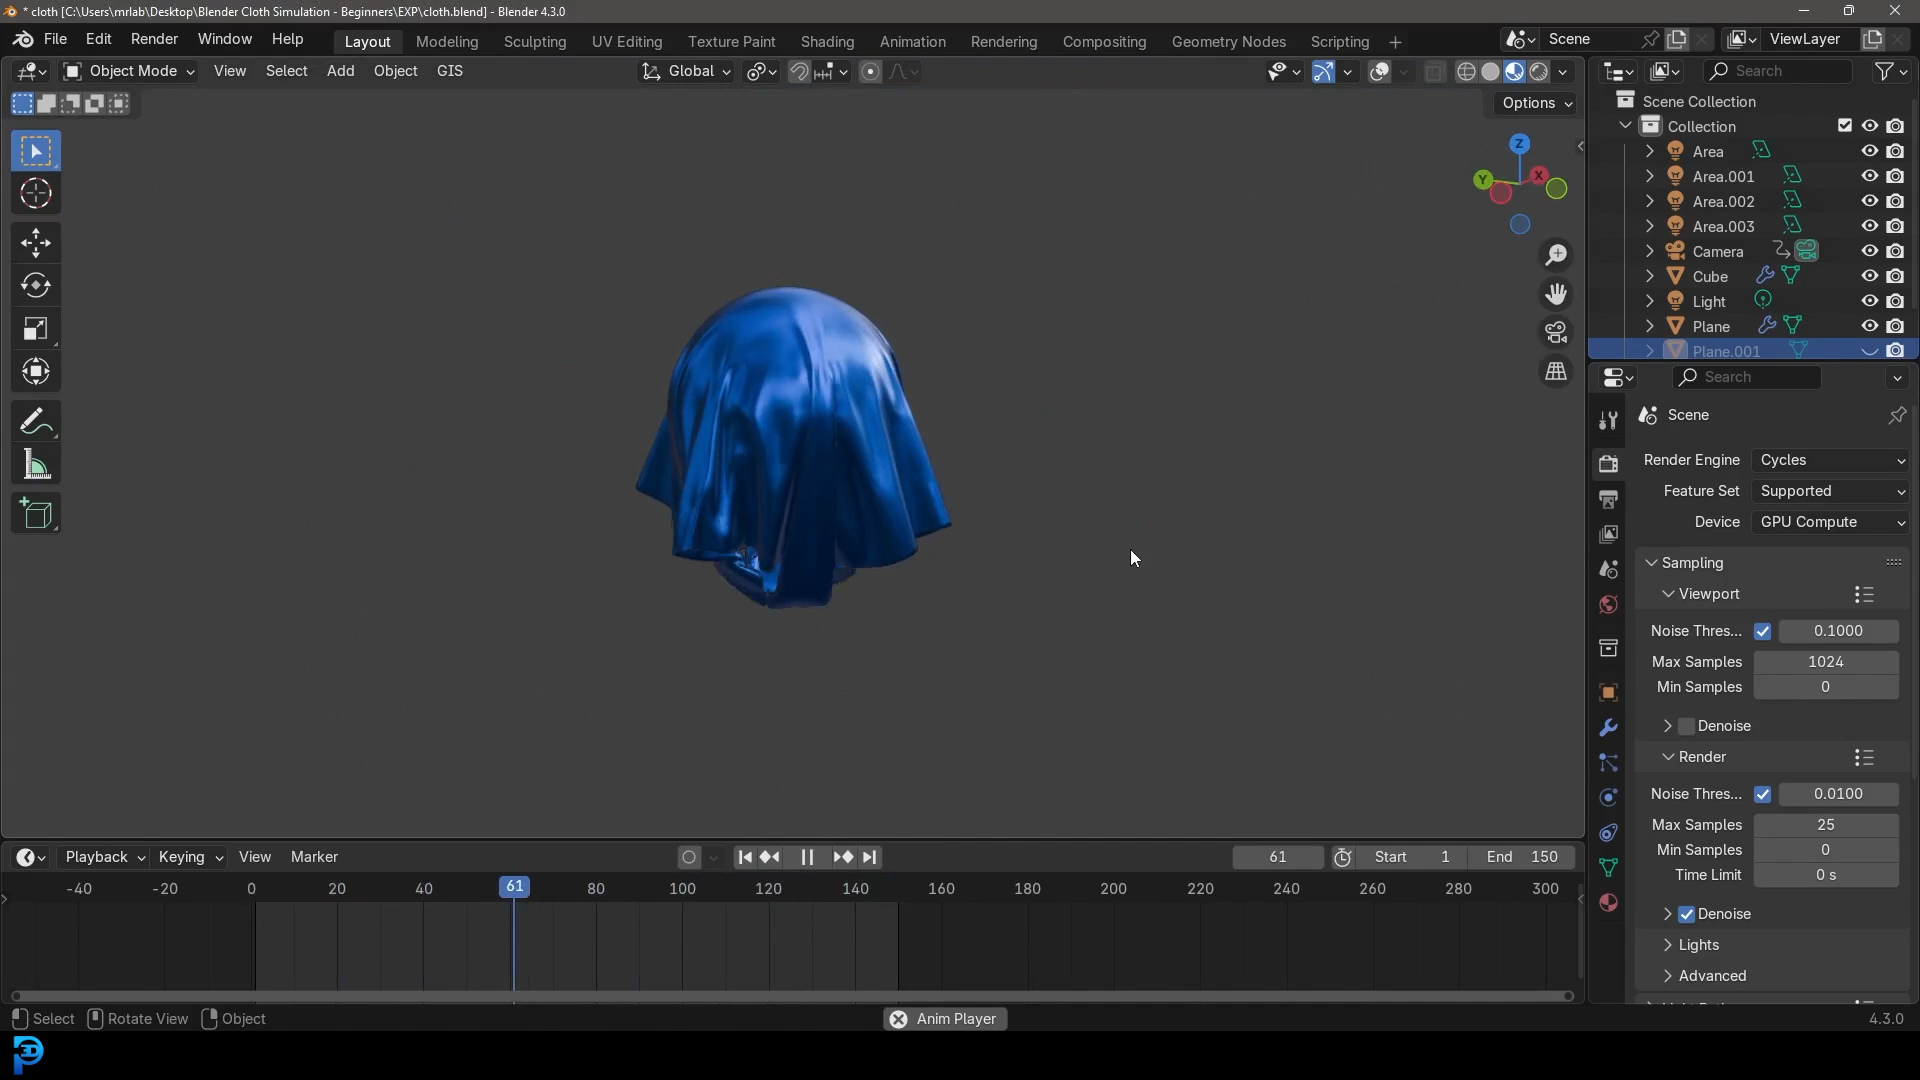 * cloth [C:\Users\mrlab\Desktop\Blender Cloth Simulation - Beginners\EXP\cloth.blend] - Blender 4.3.0
File Edit Render Window Help Layout Modeling Sculpting UV Editing Texture Paint Shading Animation Rendering Compositing Geometry Nodes Scripting + Scene ViewLayer
Object Mode View Select Add Object GIS Global Search
Options
Z
Y X
Scene Collection
Collection
Area
Area.001
Area.002
Area.003
Camera
Cube
Light
Plane
Plane.001
Search
Scene
Render Engine Cycles
Feature Set Supported
Device GPU Compute
Sampling
Viewport
Noise Thres... 0.1000
Max Samples 1024
Min Samples 0
Denoise
Render
Noise Thres... 0.0100
Max Samples 25
Min Samples 0
Time Limit 0 s
Denoise
Lights
Advanced
Playback Keying View Marker 61 Start 1 End 150
-40 -20 0 20 40 61 80 100 120 140 160 180 200 220 240 260 280 300
Select Rotate View Object Anim Player 4.3.0
3D